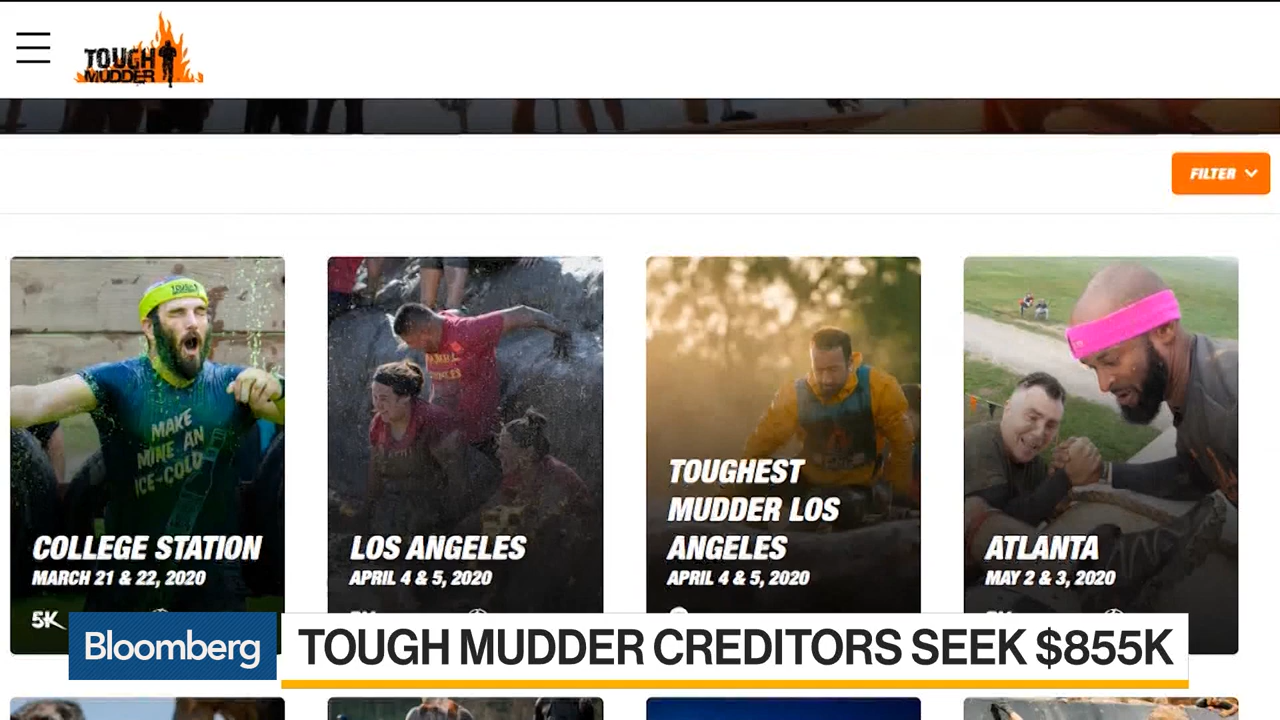 TOUGH
MUDDER
FILTER
TOUGH
MAKE
MINE AN
ICE-COLD
COLLEGE STATION
MARCH 21 & 22, 2020
5K
LOS ANGELES
APRIL 4 & 5, 2020
TOUGHEST
MUDDER LOS
ANGELES
APRIL 4 & 5, 2020
ATLANTA
MAY 2 & 3, 2020
Bloomberg
TOUGH MUDDER CREDITORS SEEK $855K